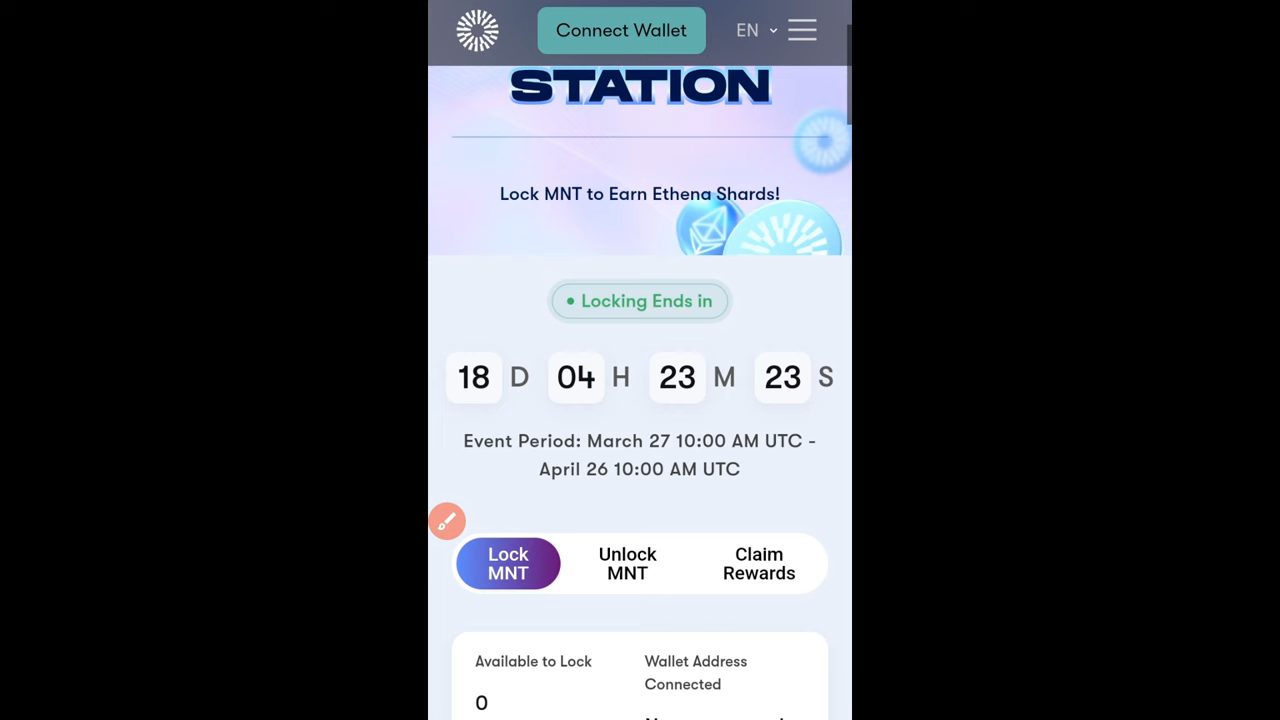 Connect Wallet
EN
STATION
Lock MNT to Earn Ethena Shards!
Locking Ends in
18 D 04 H 23 M 23 S
Event Period: March 27 10:00 AM UTC -
April 26 10:00 AM UTC
Lock
MNT
Unlock
MNT
Claim
Rewards
Available to Lock
0
Wallet Address
Connected